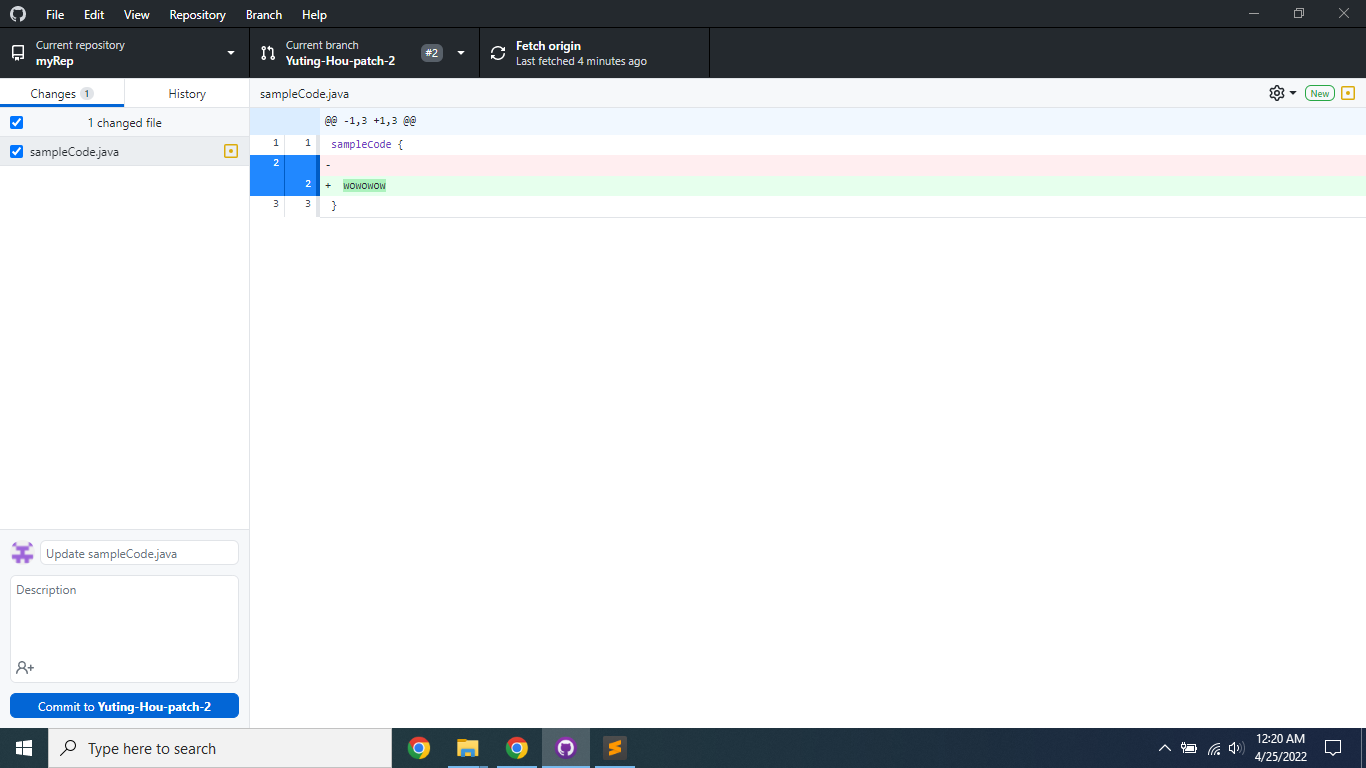 File Edit View Repository Branch Help
Current repository
myRep
Current branch
Yuting-Hou-patch-2
#2
Fetch origin
Last fetched 4 minutes ago
Changes 1
History
sampleCode.java
New
1 changed file
sampleCode.java
@@ -1,3 +1,3 @@
1 1 sampleCode {
2 -
2 + wowowow
3 3 }
Update sampleCode.java
Description
Commit to Yuting-Hou-patch-2
Type here to search
12:20 AM
4/25/2022